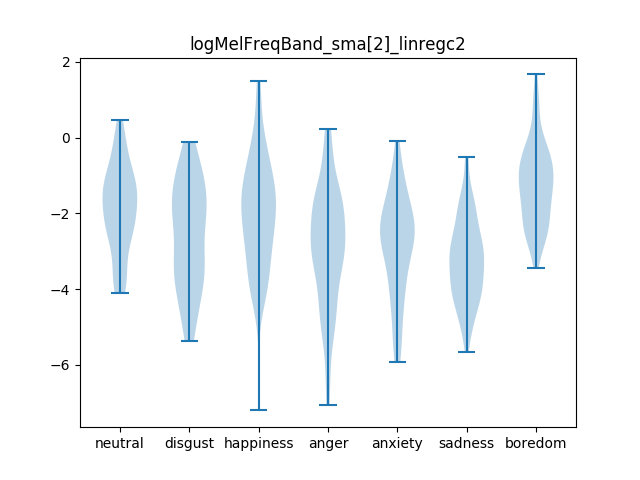 logMelFreqBand_sma[2]_linregc2
2
0
−2
−4
−6
neutral disgust happiness anger anxiety sadness boredom